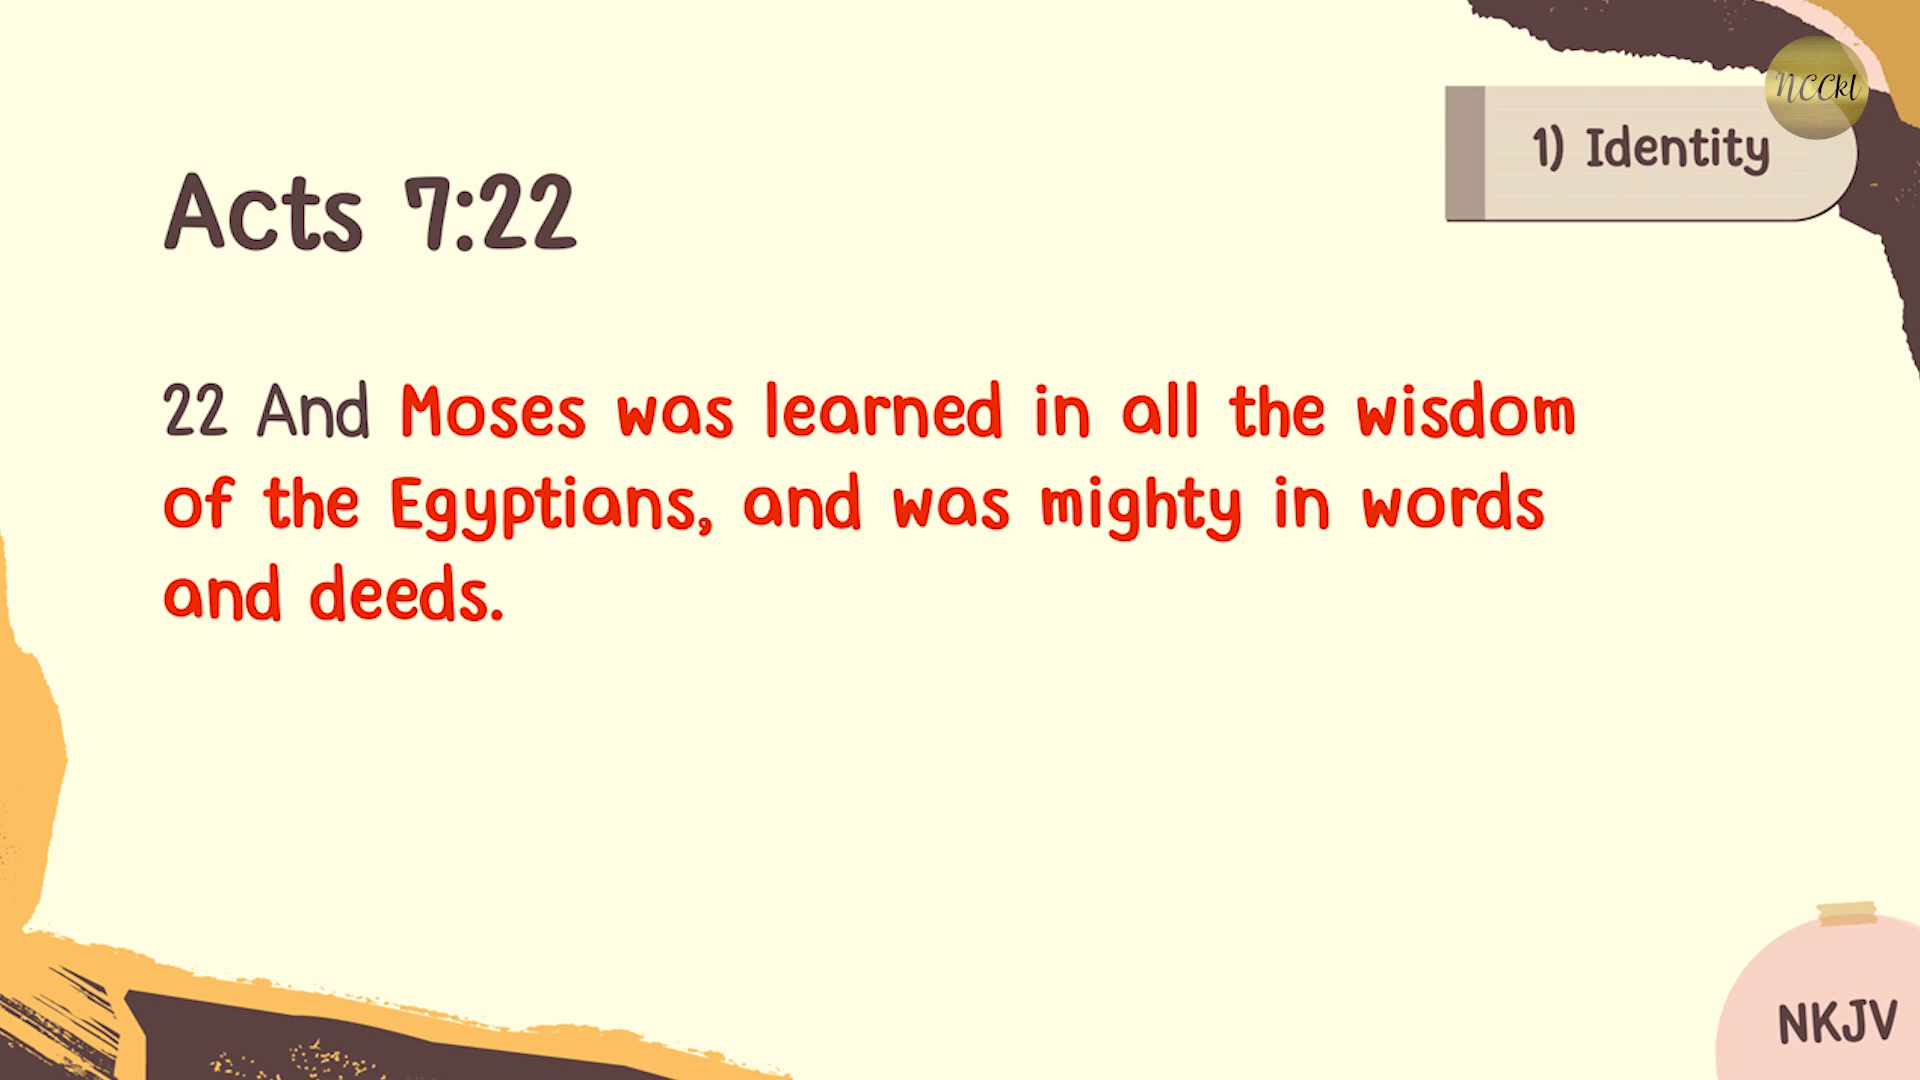 NCCkl
1) Identity
Acts 7:22
22 And Moses was learned in all the wisdom
of the Egyptians, and was mighty in words
and deeds.
NKJV